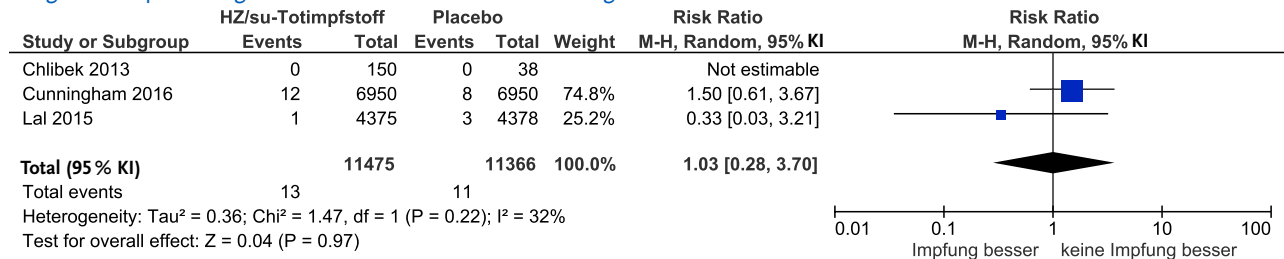 HZ/su-Totimpfstoff Placebo Risk Ratio Risk Ratio
Study or Subgroup Events Total Events Total Weight M-H, Random, 95% KI M-H, Random, 95% KI
Chlibek 2013 0 150 0 38 Not estimable
Cunningham 2016 12 6950 8 6950 74.8% 1.50 [0.61, 3.67]
Lal 2015 1 4375 3 4378 25.2% 0.33 [0.03, 3.21]
Total (95 % KI) 11475 11366 100.0% 1.03 [0.28, 3.70]
Total events 13 11
Heterogeneity: Tau² = 0.36; Chi² = 1.47, df = 1 (P = 0.22); I² = 32%
Test for overall effect: Z = 0.04 (P = 0.97)
0.01 0.1 1 10 100
Impfung besser keine Impfung besser